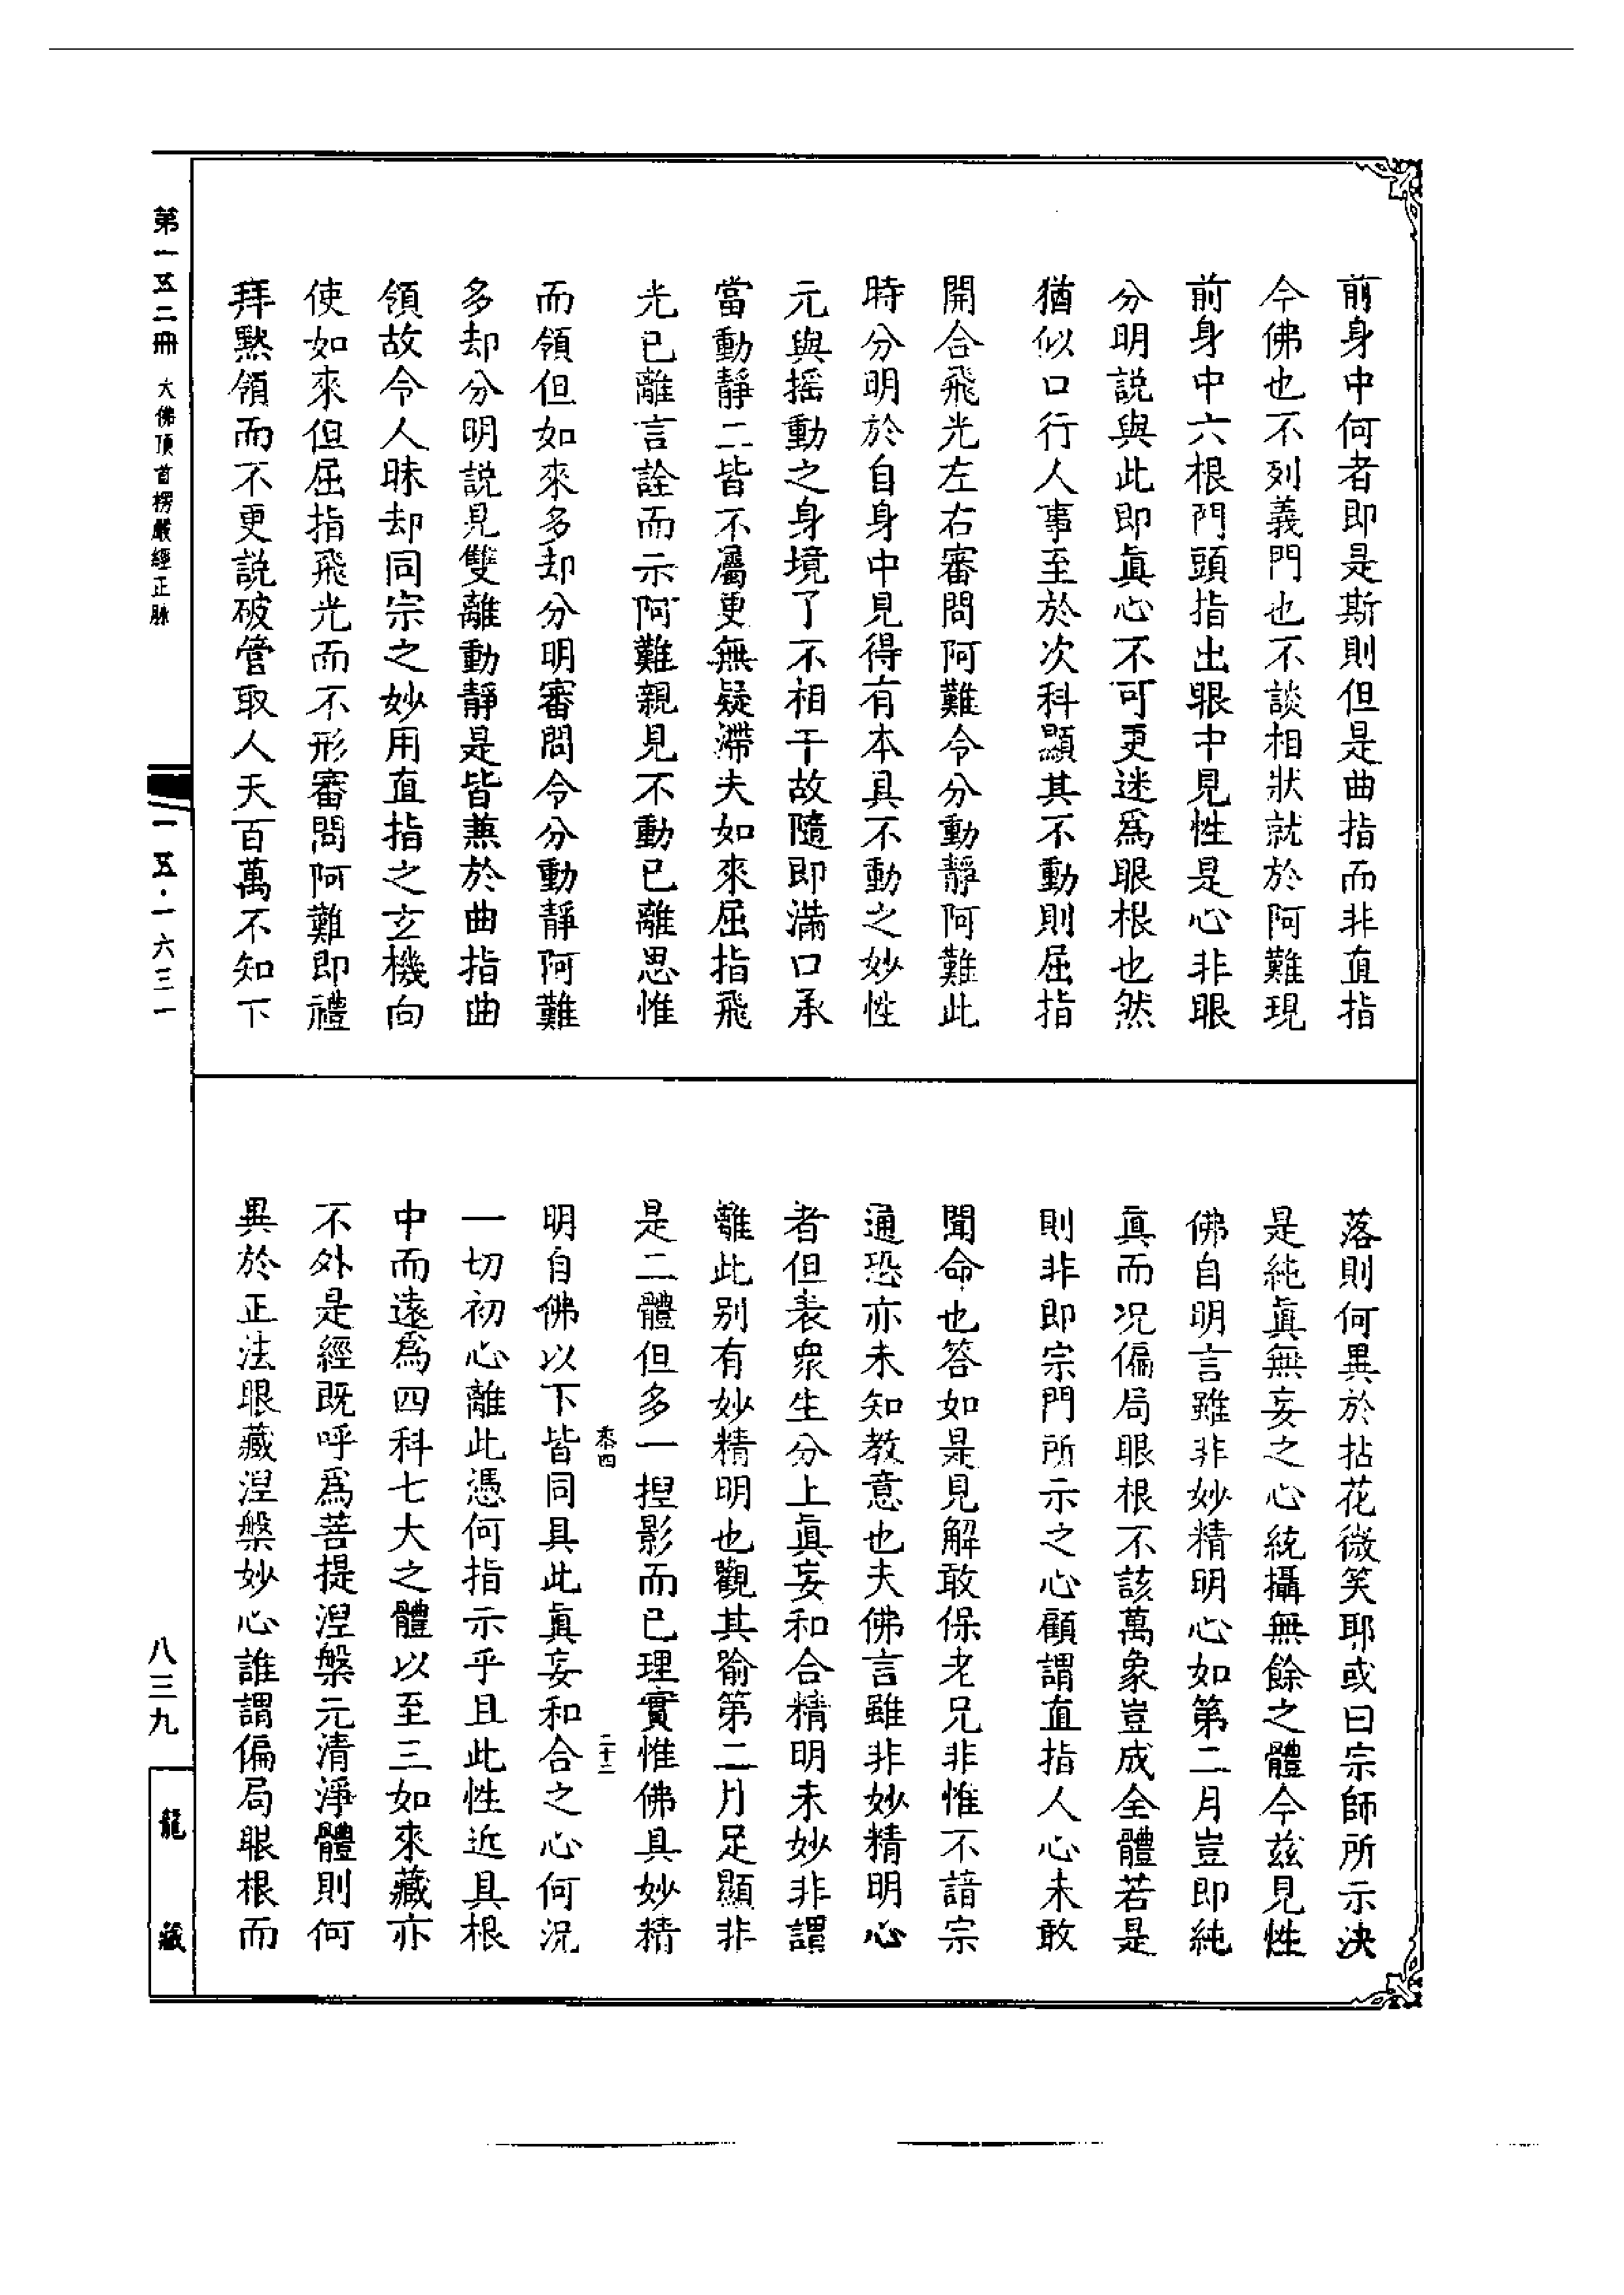 前身中何者即是斯則但是曲指而非直指
今佛也不列義門也不談相狀就於阿難現
前身中六根門頭指出眼中見性是心非眼
分明説與此即眞心不可更迷爲眼根也然
猶似口行人事至於次科顯其不動則屈指
開合飛光左右審問阿難令分動靜阿難此
時分明於自身中見得有本具不動之妙性
元與摇動之身境了不相干故隨即滿口承
當動靜二皆不屬更無疑滯夫如來屈指飛
光已離言詮而示阿難親見不動已離思惟
而領但如來多却分明審問令分動靜阿難
多却分明説見雙離動靜是皆兼於曲指曲
領故令人昧却同宗之妙用直指之玄機向
使如來但屈指飛光而不形審問阿難即禮
拜默領而不更説破管取人天百萬不知下
落則何異於拈花微笑耶或曰宗師所示決
是純眞無妄之心統攝無餘之體今茲見性
佛自明言雖非妙精明心如第二月豈即純
眞而况偏局眼根不該萬象豈成全體若是
則非即宗門所示之心顧謂直指人心未敢
聞命也答如是見解敢保老兄非惟不諳宗
通恐亦未知教意也夫佛言雖非妙精明心
者但表衆生分上眞妄和合精明未妙非謂
離此别有妙精明也觀其喻第二月足顯非
是二體但多一揑影而已理實惟佛具妙精
明自佛以下皆同具此眞妄和合之心何况
一切初心離此憑何指示乎且此性近具根
中而遠爲四科七大之體以至三如來藏亦
不外是經既呼爲菩提涅槃元清淨體則何
異於正法眼藏涅槃妙心誰謂偏局眼根而
桼四
二十二
第一五二冊 大佛頂首楞嚴經正脉
一五·一六三一
八三九
龍藏